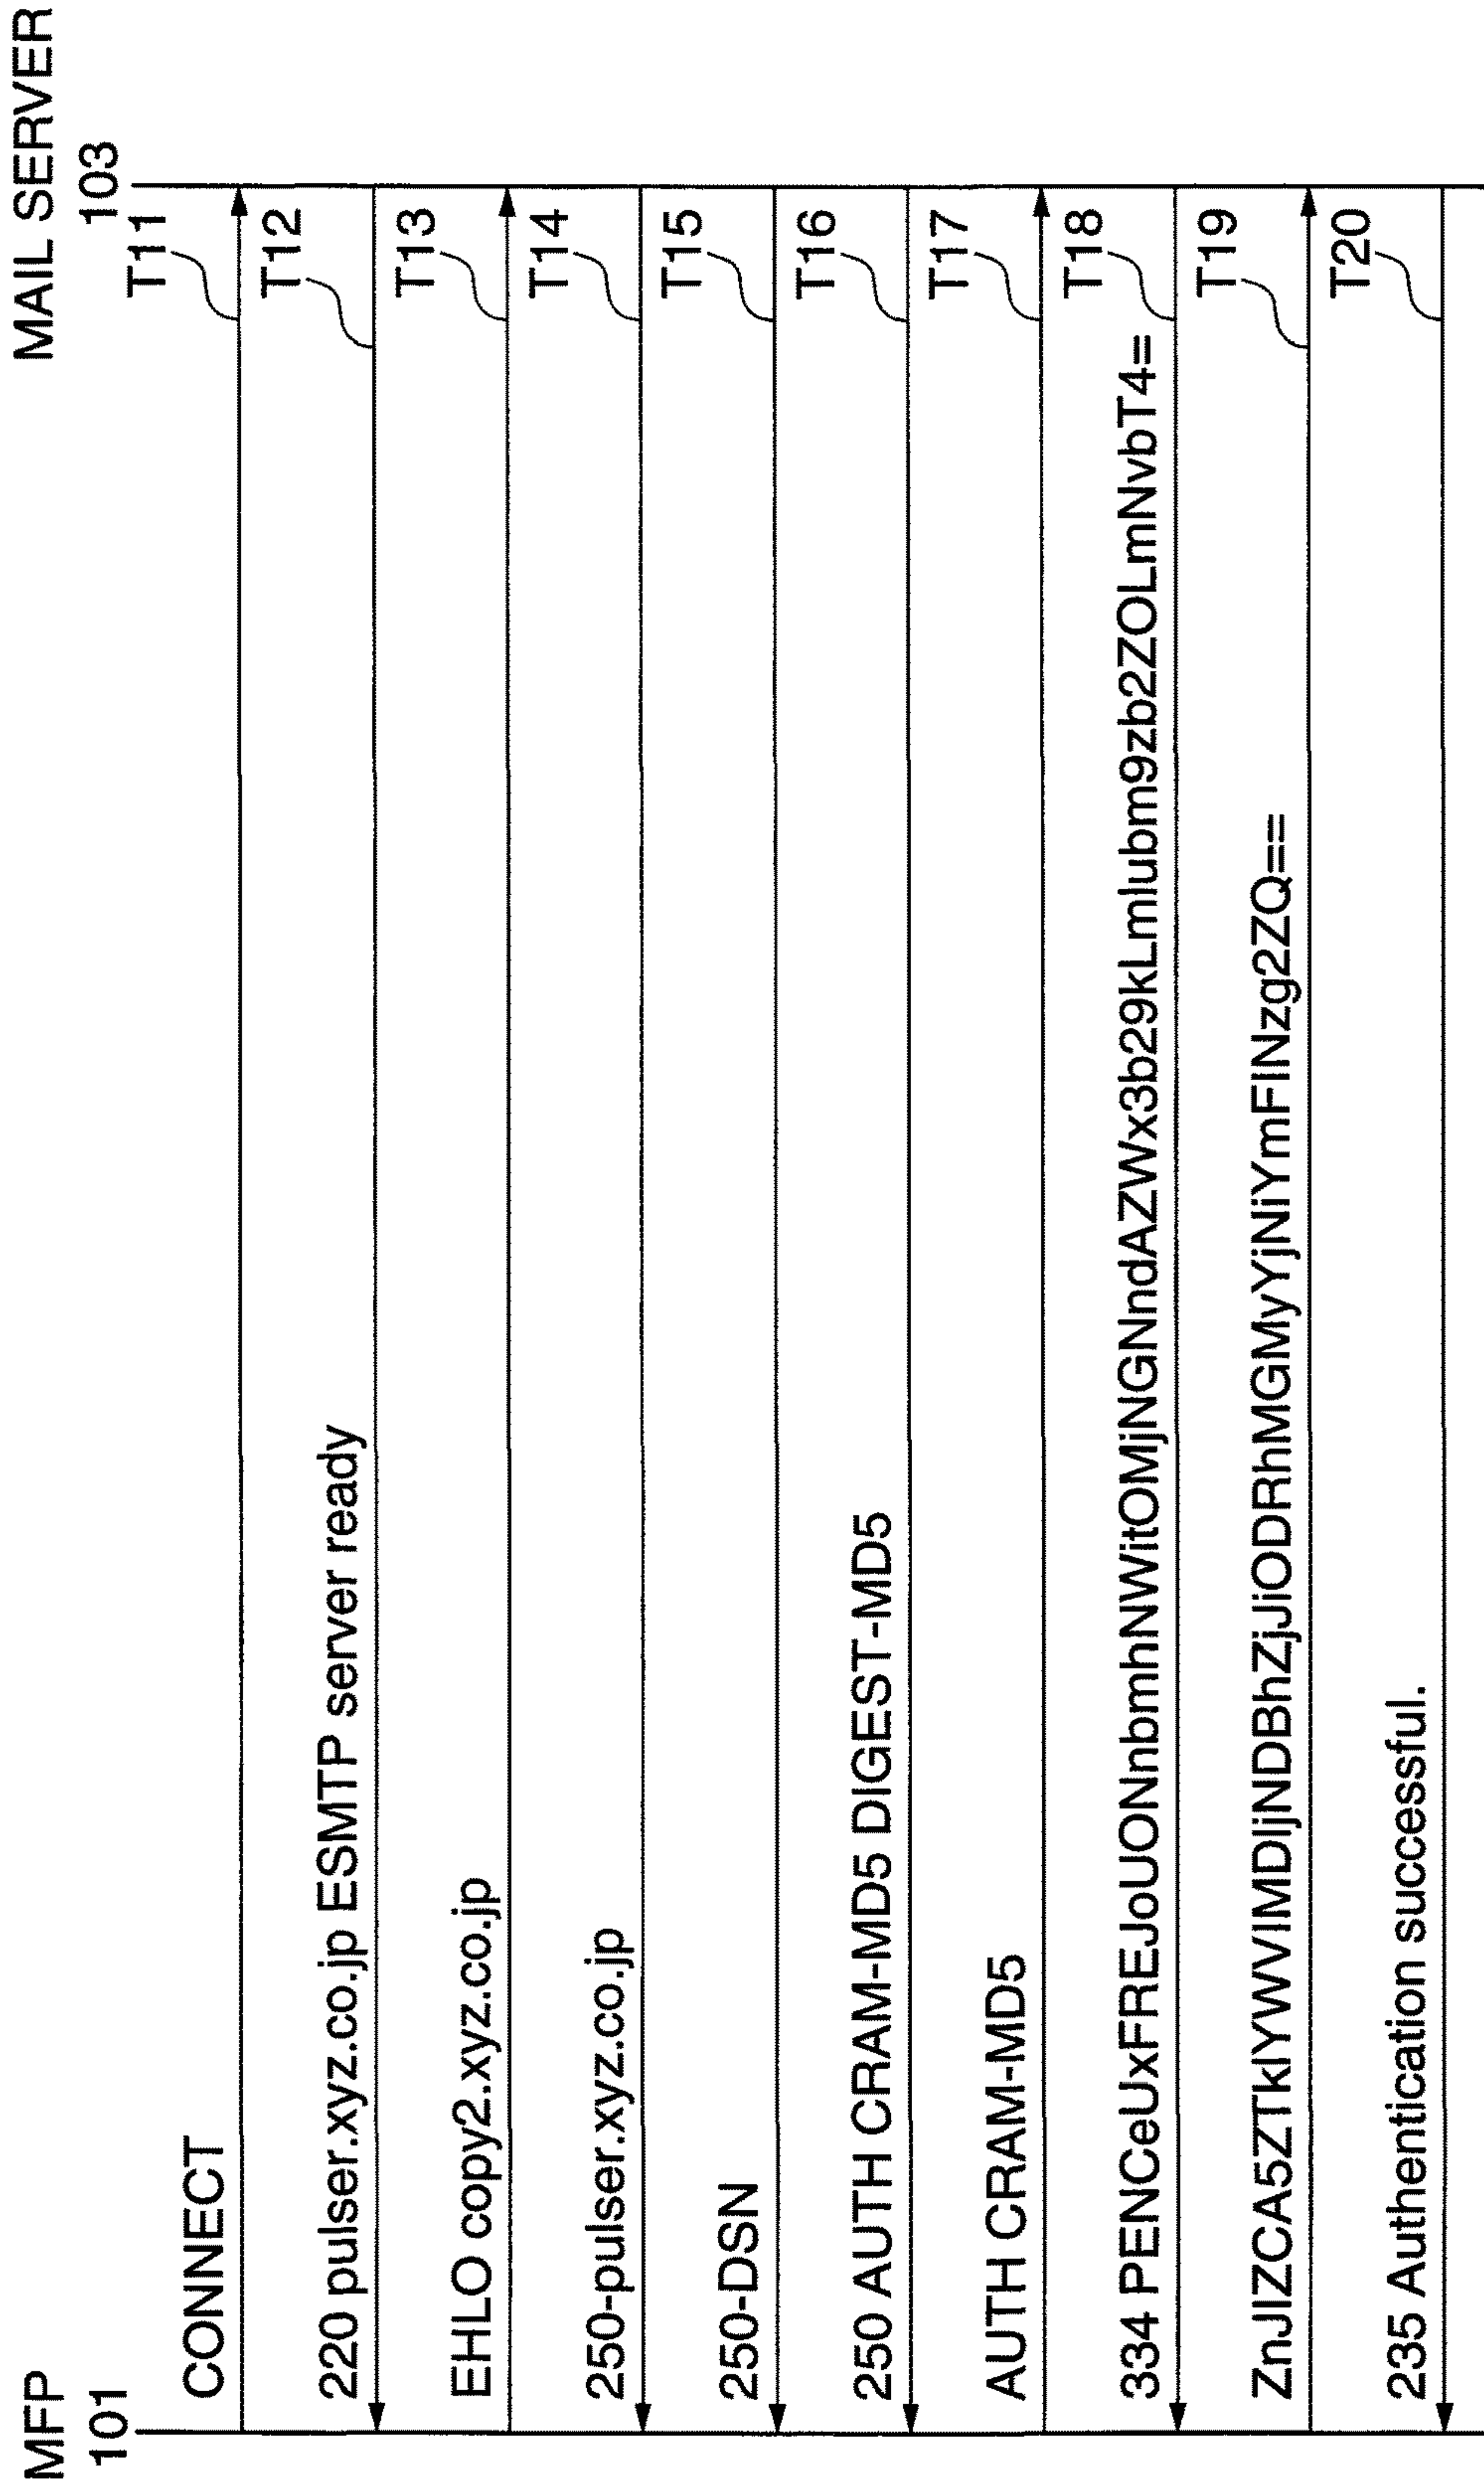 MFP
101
MAIL SERVER
103
CONNECT
T11
220 pulser.xyz.co.jp ESMTP server ready
T12
EHLO copy2.xyz.co.jp
T13
250-pulser.xyz.co.jp
T14
250-DSN
T15
250 AUTH CRAM-MD5 DIGEST-MD5
T16
AUTH CRAM-MD5
T17
334 PENCeUxFREJoUONnbmhNWitOMjNGNndAZWx3b29kLmlubm9zb2ZOLmNvbT4=
T18
ZnJlZCA5ZTklYWVlMDljNDBhZjJiODRhMGMyYjNiYmFlNzg2ZQ==
T19
235 Authentication successful.
T20